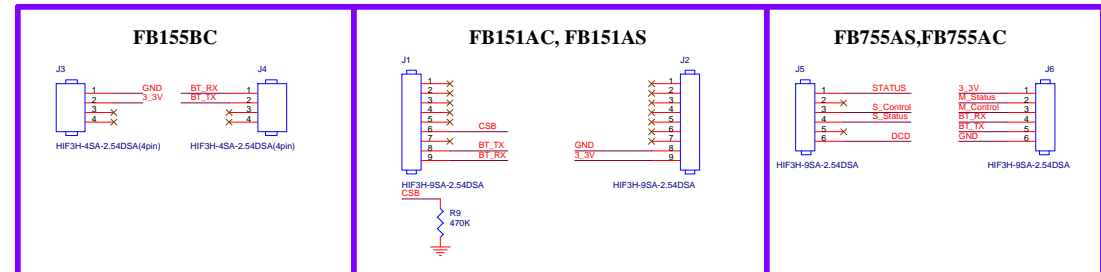 FB155BC
J3
J4
1 GND
2 3_3V
3
4
BT_RX 1
BT_TX 2
3
4
HIF3H-4SA-2.54DSA(4pin)
HIF3H-4SA-2.54DSA(4pin)
FB151AC, FB151AS
J1
J2
1
2
3
4
5
6 CSB
7
8 BT_TX
9 BT_RX
1
2
3
4
5
6
7
GND 8
3_3V 9
HIF3H-9SA-2.54DSA
HIF3H-9SA-2.54DSA
CSB
R9
470K
FB755AS,FB755AC
J5
J6
1 STATUS
2
3 S_Control
4 S_Status
5
6 DCD
3_3V 1
M_Status 2
M_Control 3
BT_RX 4
BT_TX 5
GND 6
HIF3H-9SA-2.54DSA
HIF3H-9SA-2.54DSA